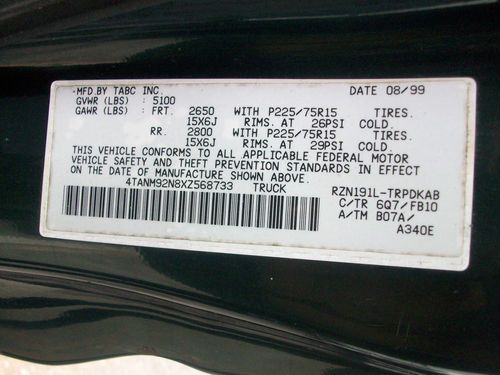 MFD.BY TABC INC. DATE 08/99
GVWR (LBS) : 5100
GAWR (LBS) : FRT. 2650 WITH P225/75R15 TIRES.
15X6J RIMS. AT 26PSI COLD.
RR. 2800 WITH P225/75R15 TIRES.
15X6J RIMS. AT 29PSI COLD.
THIS VEHICLE CONFORMS TO ALL APPLICABLE FEDERAL MOTOR
VEHICLE SAFETY AND THEFT PREVENTION STANDARDS IN EFFECT
ON THE DATE OF MANUFACTURE SHOWN ABOVE.
4TANM92N8XZ568733 TRUCK RZN191L-TRPDKAB
C/TR 6Q7/FB10
A/TM B07A/
A340E